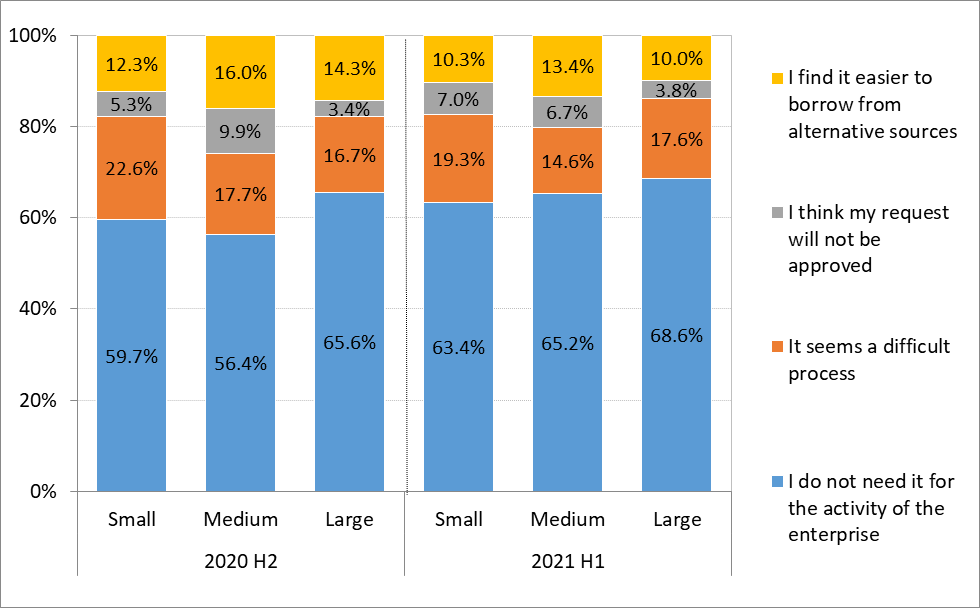 100%
80%
60%
40%
20%
0%
12.3%
5.3%
22.6%
59.7%
16.0%
9.9%
17.7%
56.4%
14.3%
3.4%
16.7%
65.6%
10.3%
7.0%
19.3%
63.4%
13.4%
6.7%
14.6%
65.2%
10.0%
3.8%
17.6%
68.6%
Small
Medium
Large
Small
Medium
Large
2020 H2
2021 H1
I find it easier to
borrow from
alternative sources
I think my request
will not be
approved
It seems a difficult
process
I do not need it for
the activity of the
enterprise